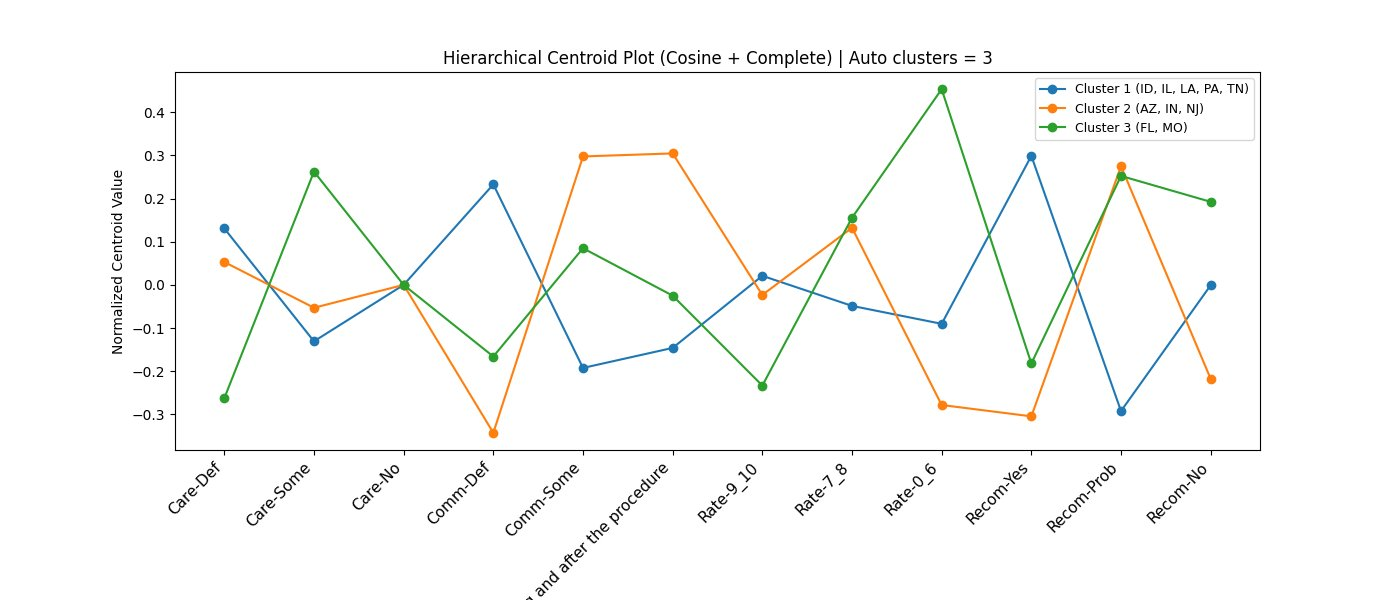 Hierarchical Centroid Plot (Cosine + Complete) | Auto clusters = 3
Cluster 1 (ID, IL, LA, PA, TN)
Cluster 2 (AZ, IN, NJ)
Cluster 3 (FL, MO)
Normalized Centroid Value
0.4
0.3
0.2
0.1
0.0
−0.1
−0.2
−0.3
Care-Def
Care-Some
Care-No
Comm-Def
Comm-Some
and after the procedure
Rate-9_10
Rate-7_8
Rate-0_6
Recom-Yes
Recom-Prob
Recom-No